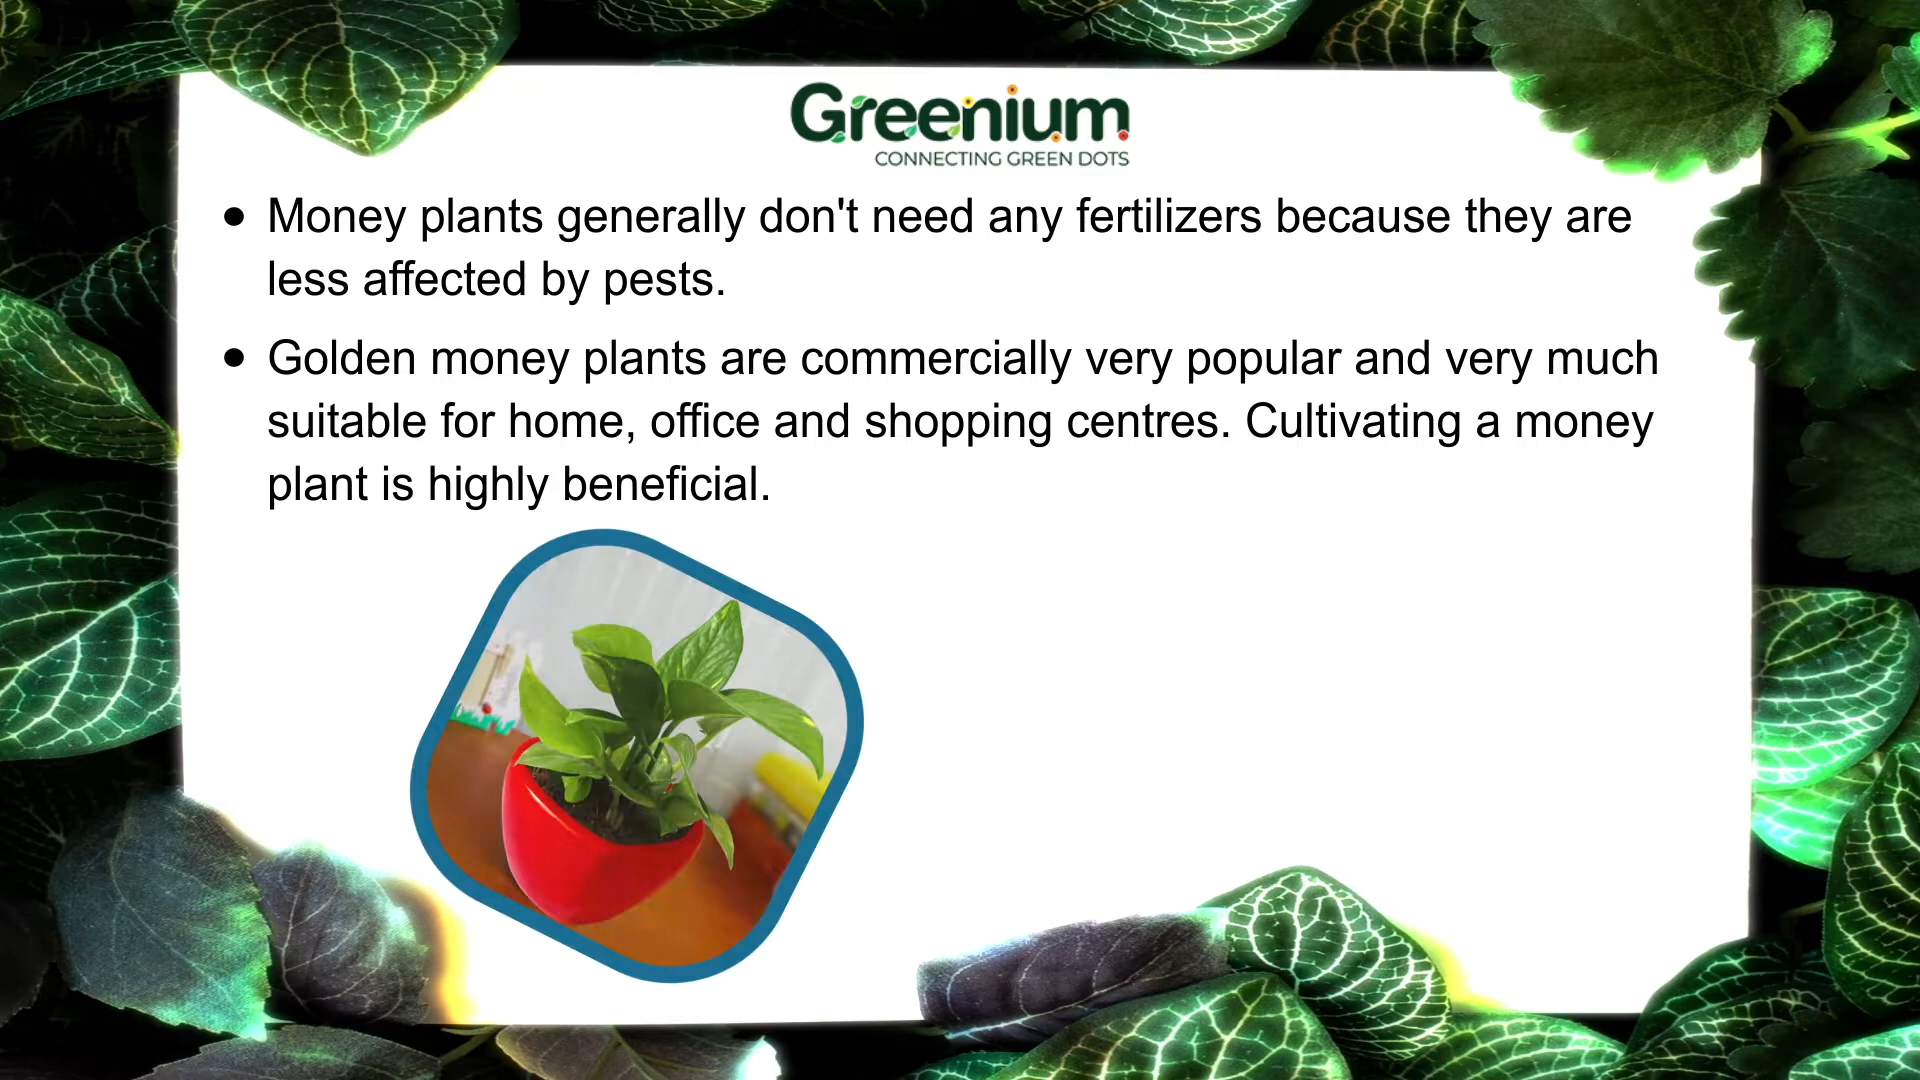 Greenium
CONNECTING GREEN DOTS
• Money plants generally don't need any fertilizers because they are
less affected by pests.
• Golden money plants are commercially very popular and very much
suitable for home, office and shopping centres. Cultivating a money
plant is highly beneficial.